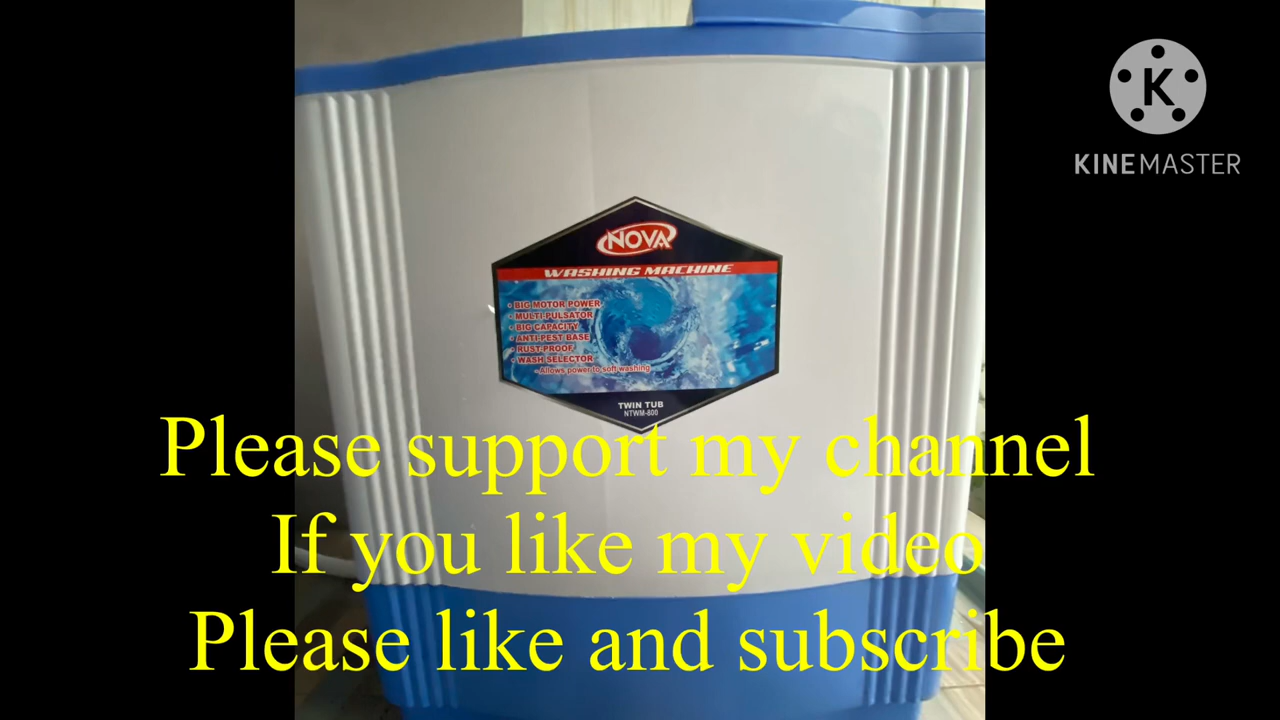 K
KINEMASTER
NOVA
WASHING MACHINE
• BIG MOTOR POWER
• MULTI-PULSATOR
• BIG CAPACITY
• ANTI-PEST BASE
• RUST-PROOF
• WASH SELECTOR
- Allows power to soft washing
TWIN TUB
NTWM-800
Please support my channel
If you like my video
Please like and subscribe